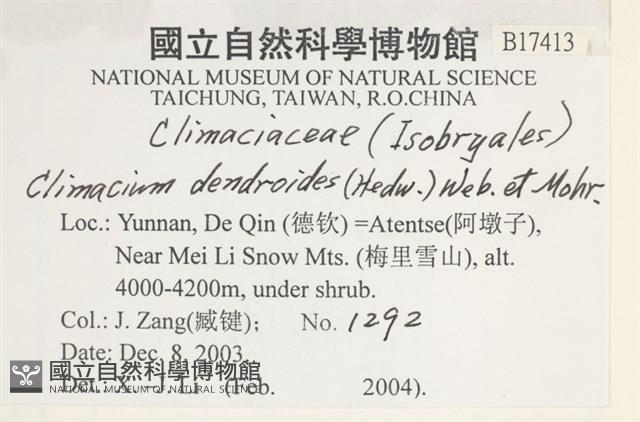 國立自然科學博物館 B17413
NATIONAL MUSEUM OF NATURAL SCIENCE
TAICHUNG, TAIWAN, R.O.CHINA
Climaciaceae (Isobryales)
Climacium dendroides (Hedw.) Web. et Mohr.
Loc.: Yunnan, De Qin (德钦) =Atentse(阿墩子),
Near Mei Li Snow Mts. (梅里雪山), alt.
4000-4200m, under shrub.
Col.: J. Zang(臧键); No. 1292
Date: Dec. 8, 2003.
國立自然科學博物館
NATIONAL MUSEUM OF NATURAL SCIENCE
(Feb. 2004).